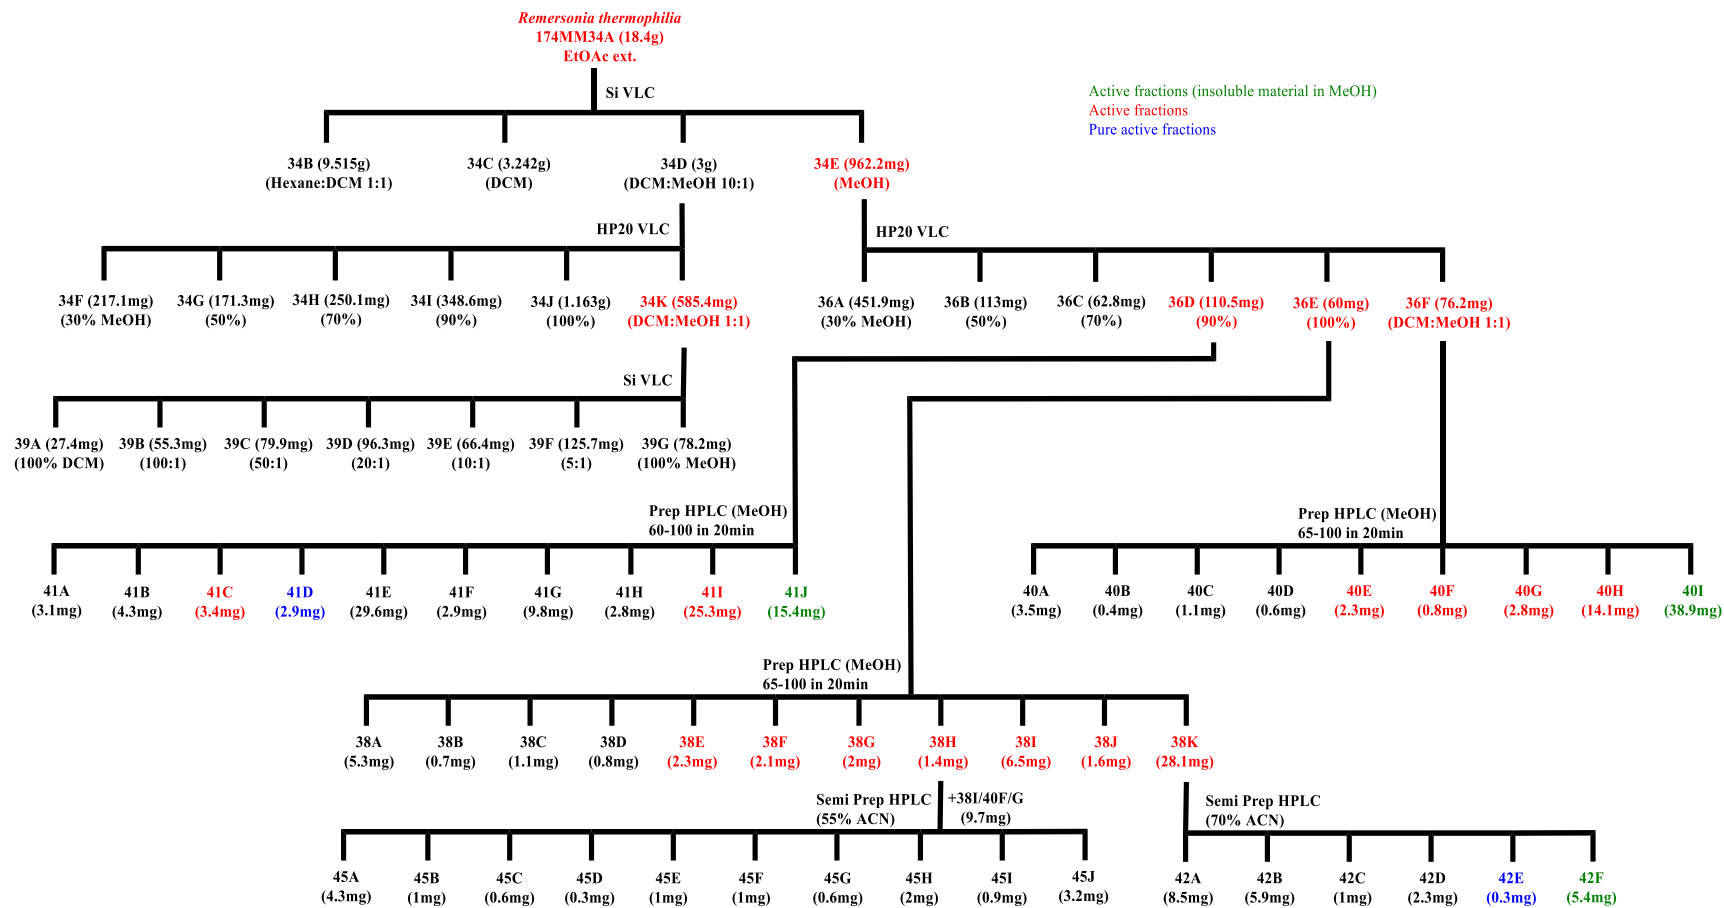 Remersonia thermophilia
174MM34A (18.4g)
EtOAc ext.
Si VLC
Active fractions (insoluble material in MeOH)
Active fractions
Pure active fractions
34B (9.515g)
(Hexane:DCM 1:1)
34C (3.242g)
(DCM)
34D (3g)
(DCM:MeOH 10:1)
34E (962.2mg)
(MeOH)
HP20 VLC
HP20 VLC
34F (217.1mg)
(30% MeOH)
34G (171.3mg)
(50%)
34H (250.1mg)
(70%)
34I (348.6mg)
(90%)
34J (1.163g)
(100%)
34K (585.4mg)
(DCM:MeOH 1:1)
36A (451.9mg)
(30% MeOH)
36B (113mg)
(50%)
36C (62.8mg)
(70%)
36D (110.5mg)
(90%)
36E (60mg)
(100%)
36F (76.2mg)
(DCM:MeOH 1:1)
Si VLC
39A (27.4mg)
(100% DCM)
39B (55.3mg)
(100:1)
39C (79.9mg)
(50:1)
39D (96.3mg)
(20:1)
39E (66.4mg)
(10:1)
39F (125.7mg)
(5:1)
39G (78.2mg)
(100% MeOH)
Prep HPLC (MeOH)
60-100 in 20min
Prep HPLC (MeOH)
65-100 in 20min
41A
(3.1mg)
41B
(4.3mg)
41C
(3.4mg)
41D
(2.9mg)
41E
(29.6mg)
41F
(2.9mg)
41G
(9.8mg)
41H
(2.8mg)
41I
(25.3mg)
41J
(15.4mg)
40A
(3.5mg)
40B
(0.4mg)
40C
(1.1mg)
40D
(0.6mg)
40E
(2.3mg)
40F
(0.8mg)
40G
(2.8mg)
40H
(14.1mg)
40I
(38.9mg)
Prep HPLC (MeOH)
65-100 in 20min
38A
(5.3mg)
38B
(0.7mg)
38C
(1.1mg)
38D
(0.8mg)
38E
(2.3mg)
38F
(2.1mg)
38G
(2mg)
38H
(1.4mg)
38I
(6.5mg)
38J
(1.6mg)
38K
(28.1mg)
Semi Prep HPLC
(55% ACN)
+38I/40F/G
(9.7mg)
Semi Prep HPLC
(70% ACN)
45A
(4.3mg)
45B
(1mg)
45C
(0.6mg)
45D
(0.3mg)
45E
(1mg)
45F
(1mg)
45G
(0.6mg)
45H
(2mg)
45I
(0.9mg)
45J
(3.2mg)
42A
(8.5mg)
42B
(5.9mg)
42C
(1mg)
42D
(2.3mg)
42E
(0.3mg)
42F
(5.4mg)